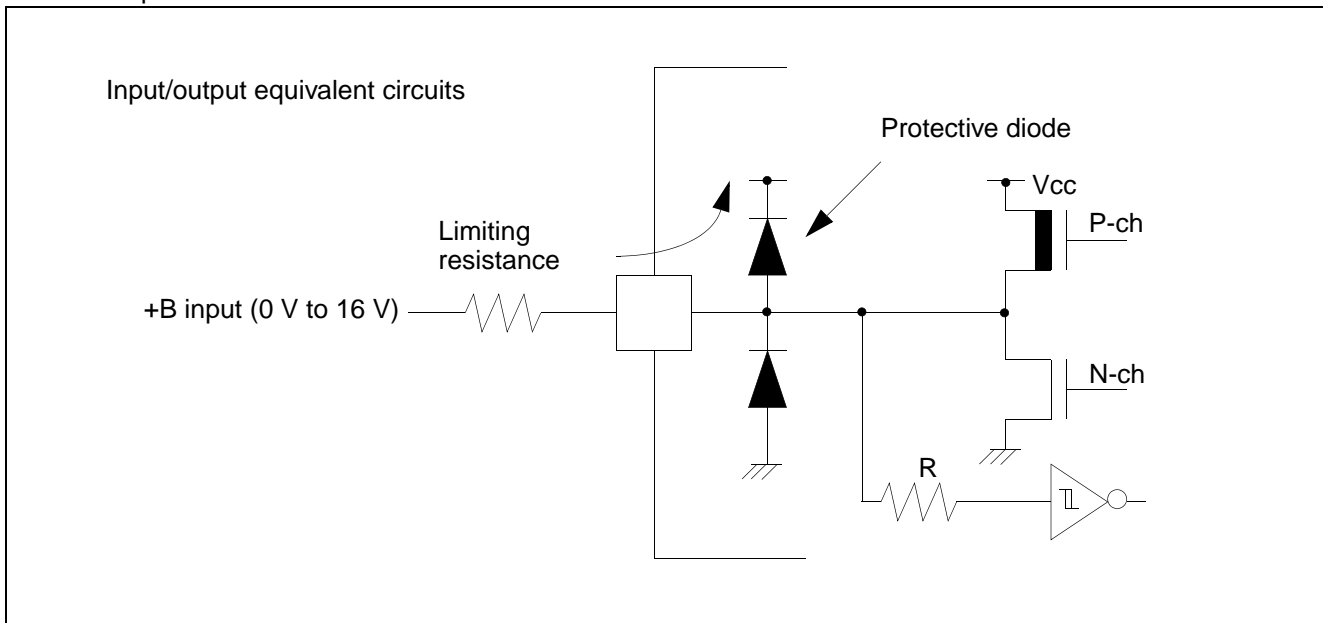 Input/output equivalent circuits
Protective diode
Vcc
P-ch
Limiting
resistance
+B input (0 V to 16 V)
N-ch
R